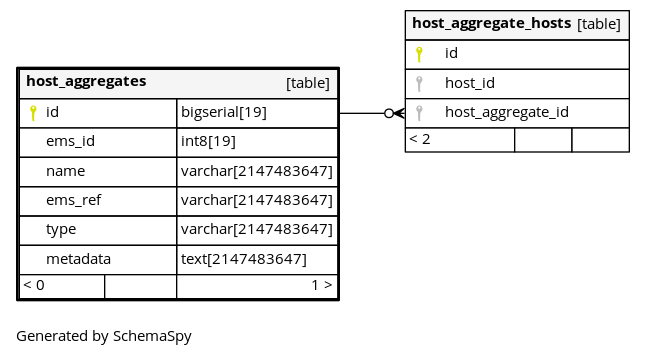 host_aggregate_hosts [table]
id
host_id
host_aggregate_id
< 2
host_aggregates [table]
id bigserial[19]
ems_id int8[19]
name varchar[2147483647]
ems_ref varchar[2147483647]
type varchar[2147483647]
metadata text[2147483647]
< 0 1 >
Generated by SchemaSpy